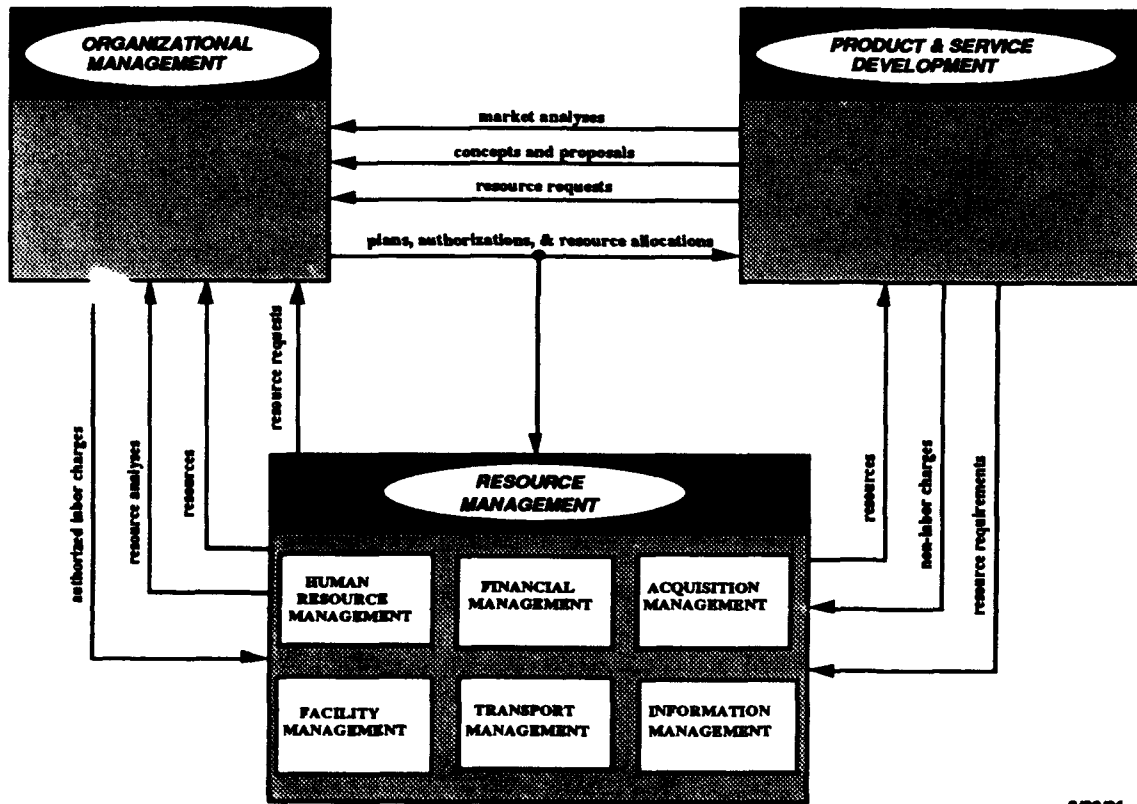 ORGANIZATIONAL
MANAGEMENT
PRODUCT & SERVICE
DEVELOPMENT
market analyses
concepts and proposals
resource requests
plans, authorizations, & resource allocations
authorized labor charges
resource analyses
resources
resource requests
resources
non-labor charges
resource requirements
RESOURCE
MANAGEMENT
HUMAN
RESOURCE
MANAGEMENT
FINANCIAL
MANAGEMENT
ACQUISITION
MANAGEMENT
FACILITY
MANAGEMENT
TRANSPORT
MANAGEMENT
INFORMATION
MANAGEMENT